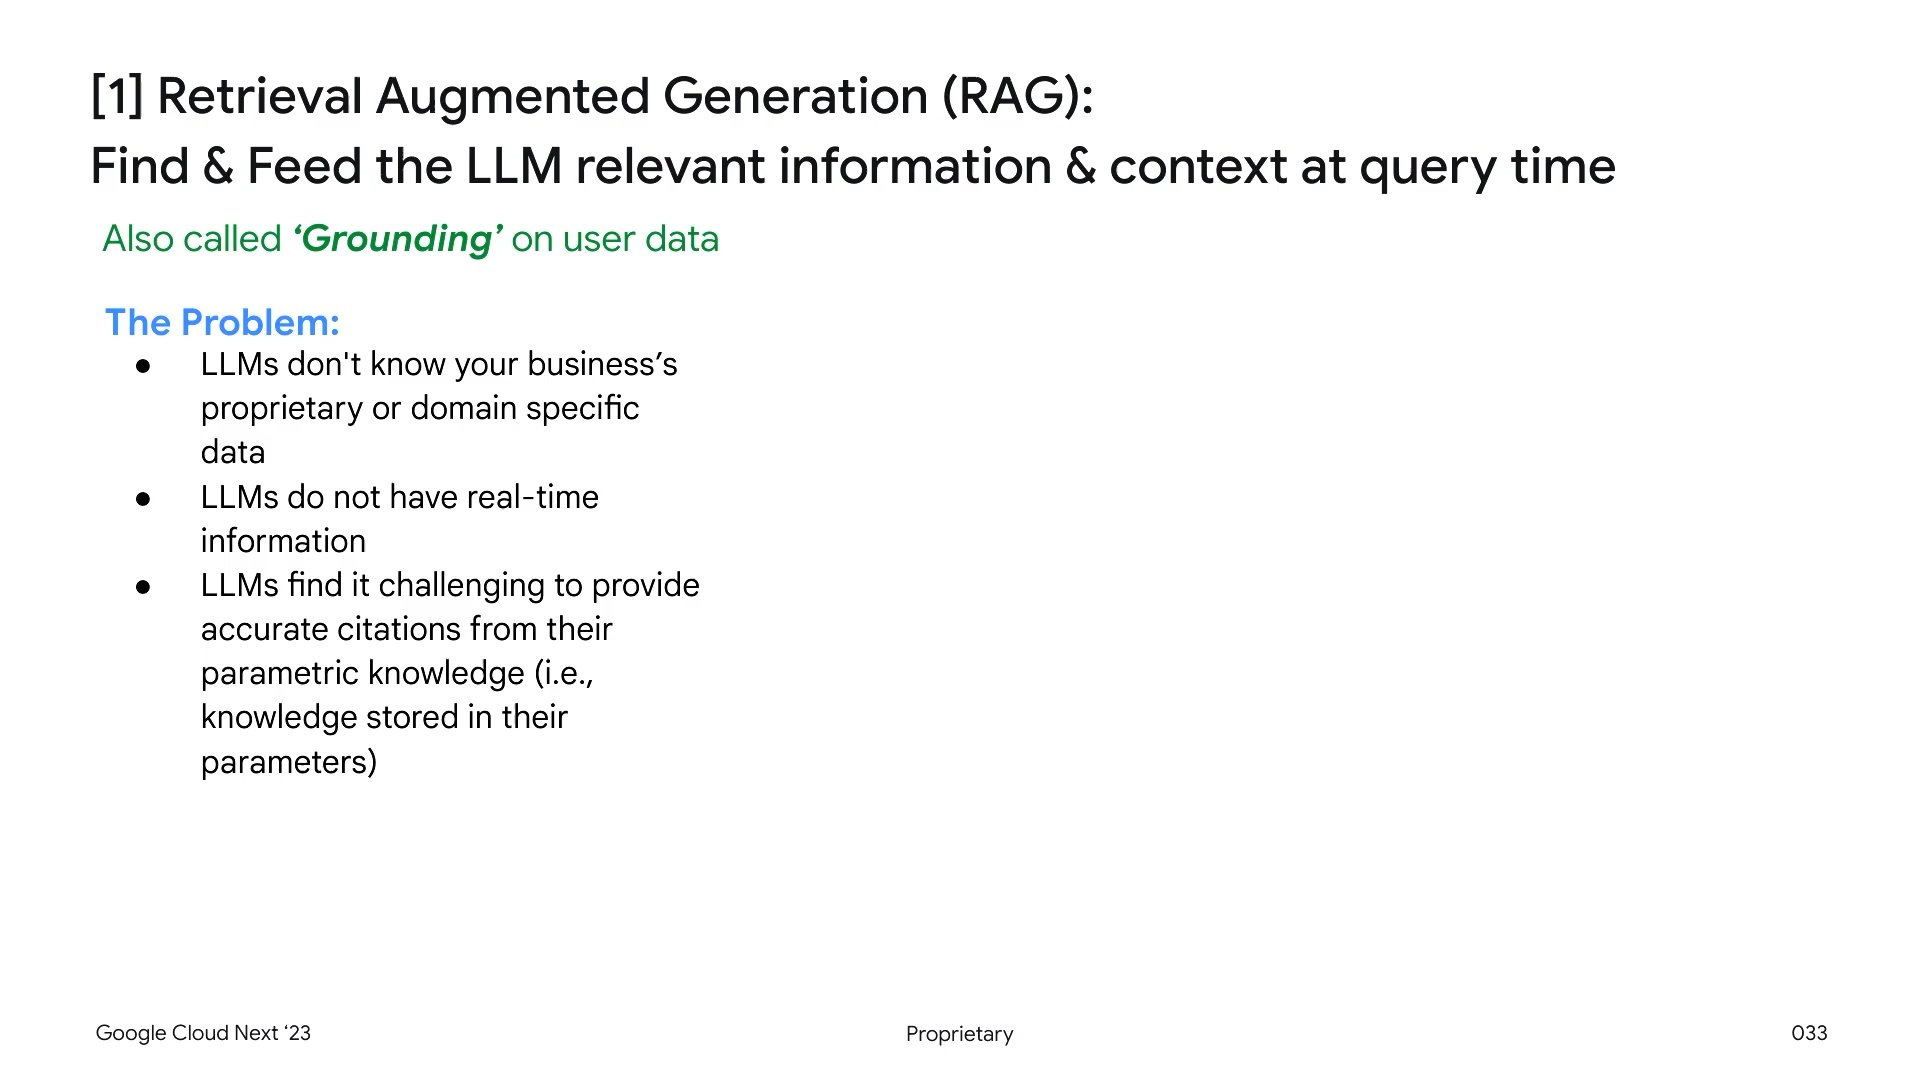 [1] Retrieval Augmented Generation (RAG):
Find & Feed the LLM relevant information & context at query time
Also called ‘Grounding’ on user data
The Problem:
● LLMs don't know your business’s
proprietary or domain specific
data
● LLMs do not have real-time
information
● LLMs find it challenging to provide
accurate citations from their
parametric knowledge (i.e.,
knowledge stored in their
parameters)
Google Cloud Next ‘23
Proprietary
033